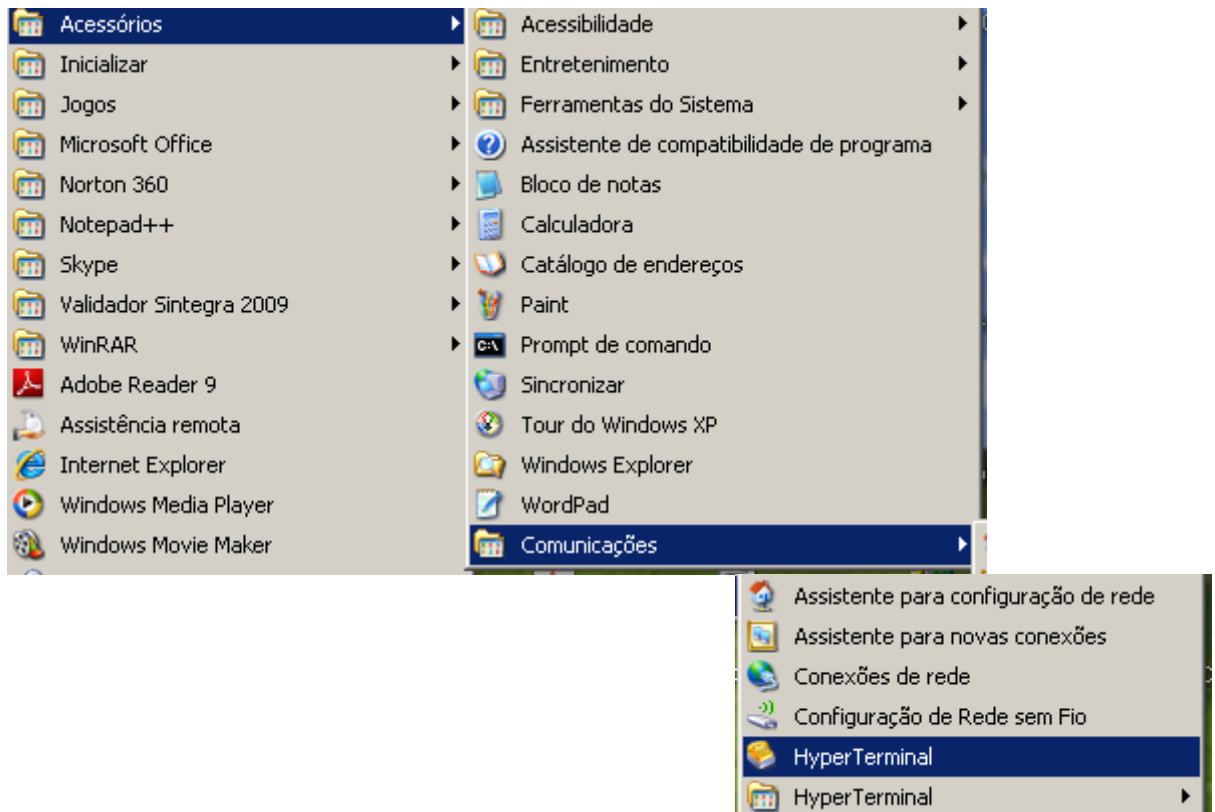 Acessórios
Inicializar
Jogos
Microsoft Office
Norton 360
Notepad++
Skype
Validador Sintegra 2009
WinRAR
Adobe Reader 9
Assistência remota
Internet Explorer
Windows Media Player
Windows Movie Maker
Acessibilidade
Entretenimento
Ferramentas do Sistema
Assistente de compatibilidade de programa
Bloco de notas
Calculadora
Catálogo de endereços
Paint
Prompt de comando
Sincronizar
Tour do Windows XP
Windows Explorer
WordPad
Comunicações
Assistente para configuração de rede
Assistente para novas conexões
Conexões de rede
Configuração de Rede sem Fio
HyperTerminal
HyperTerminal